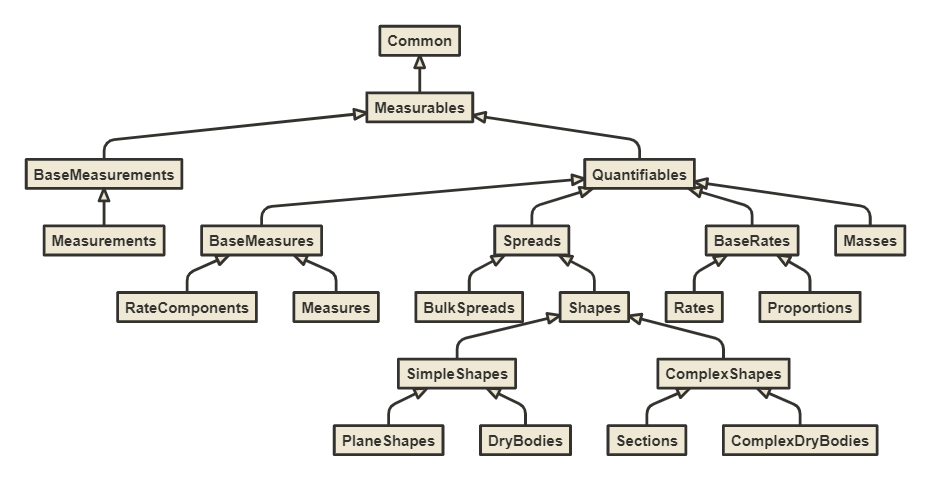 Common
Measurables
BaseMeasurements
Quantifiables
Measurements
BaseMeasures
Spreads
BaseRates
Masses
RateComponents
Measures
BulkSpreads
Shapes
Rates
Proportions
SimpleShapes
ComplexShapes
PlaneShapes
DryBodies
Sections
ComplexDryBodies